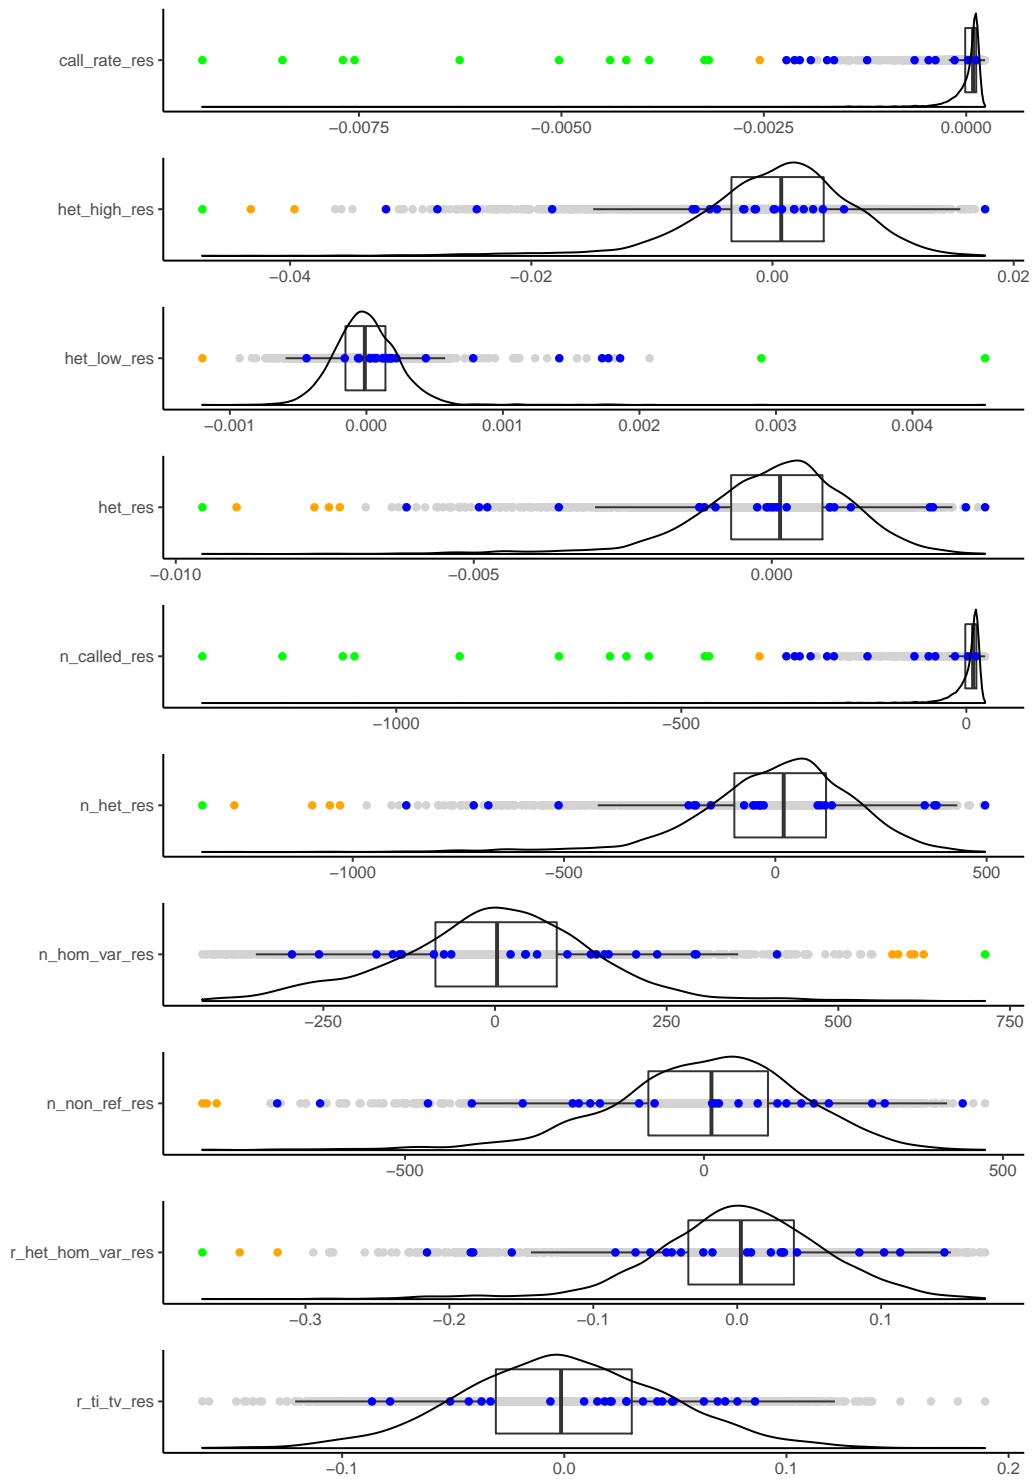 call_rate_res
−0.0075 −0.0050 −0.0025 0.0000
het_high_res
−0.04 −0.02 0.00 0.02
het_low_res
−0.001 0.000 0.001 0.002 0.003 0.004
het_res
−0.010 −0.005 0.000
n_called_res
−1000 −500 0
n_het_res
−1000 −500 0 500
n_hom_var_res
−250 0 250 500 750
n_non_ref_res
−500 0 500
r_het_hom_var_res
−0.3 −0.2 −0.1 0.0 0.1
r_ti_tv_res
−0.1 0.0 0.1 0.2